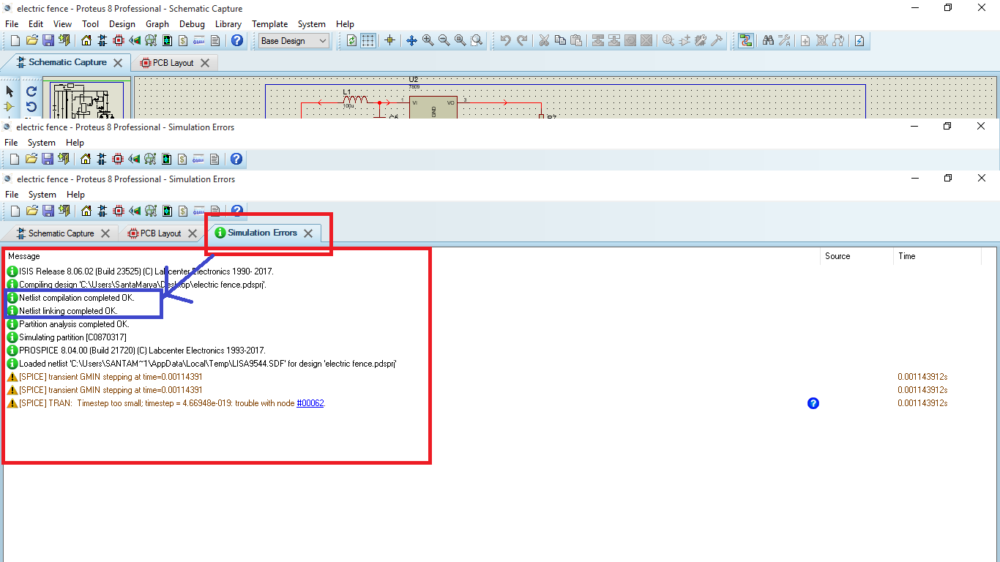 electric fence - Proteus 8 Professional - Schematic Capture
File Edit View Tool Design Graph Debug Library Template System Help
Base Design
Schematic Capture PCB Layout
U2
7809
L1
100u
1 VI VO 3
GND
electric fence - Proteus 8 Professional - Simulation Errors
File System Help
electric fence - Proteus 8 Professional - Simulation Errors
File System Help
Schematic Capture PCB Layout Simulation Errors
Message Source Time
ISIS Release 8.06.02 (Build 23525) (C) Labcenter Electronics 1990- 2017.
Compiling design 'C:\Users\SantaMarya\Desktop\electric fence.pdsprj'.
Netlist compilation completed OK.
Netlist linking completed OK.
Partition analysis completed OK.
Simulating partition [C0870317]
PROSPICE 8.04.00 (Build 21720) (C) Labcenter Electronics 1993-2017.
Loaded netlist 'C:\Users\SANTAM~1\AppData\Local\Temp\LISA9544.SDF' for design 'electric fence.pdsprj'
[SPICE] transient GMIN stepping at time=0.00114391 0.001143912s
[SPICE] transient GMIN stepping at time=0.00114391 0.001143912s
[SPICE] TRAN: Timestep too small; timestep = 4.66948e-019: trouble with node #00062. 0.001143912s